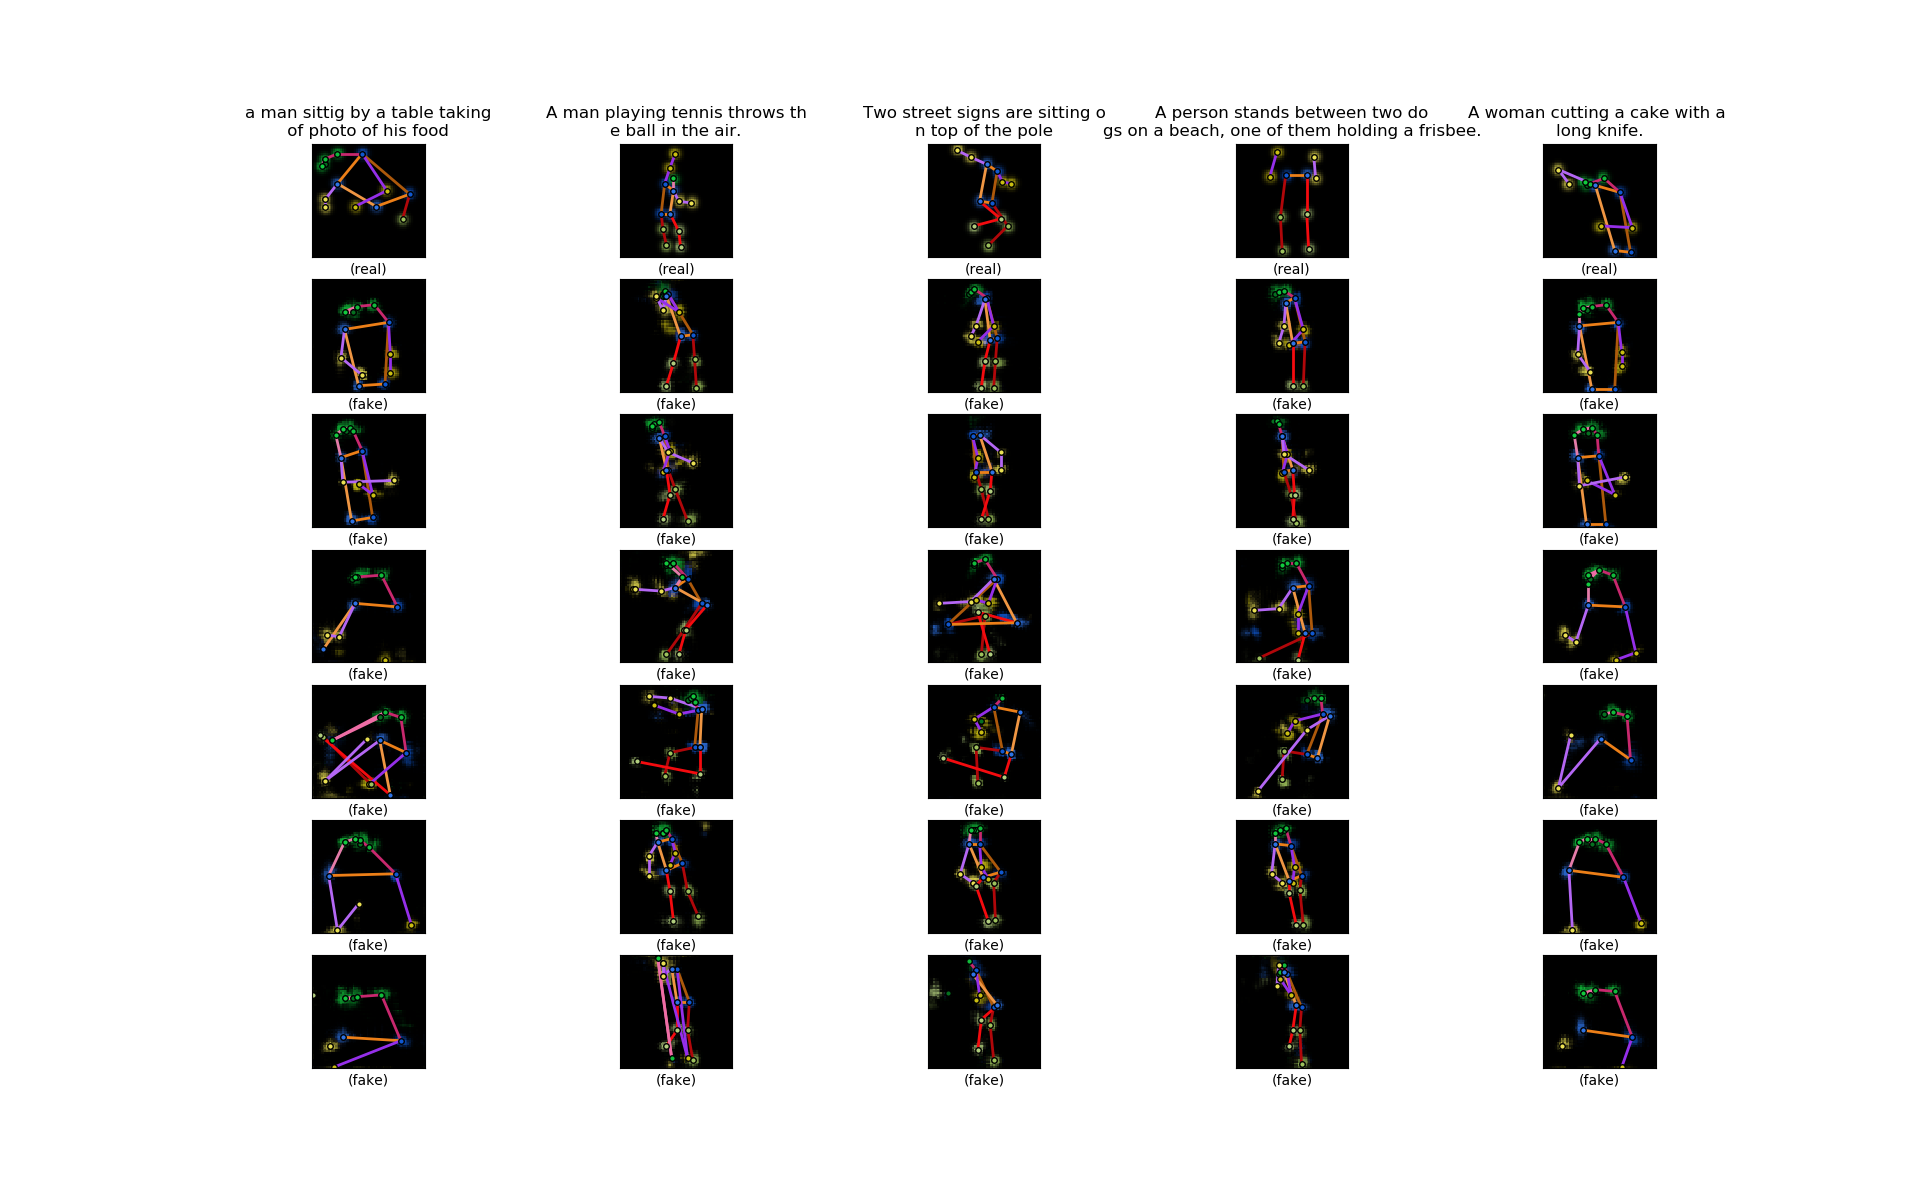 a man sittig by a table taking
of photo of his food
A man playing tennis throws th
e ball in the air.
Two street signs are sitting o
n top of the pole
A person stands between two do
gs on a beach, one of them holding a frisbee.
A woman cutting a cake with a
long knife.
(real) (real) (real) (real) (real)
(fake) (fake) (fake) (fake) (fake)
(fake) (fake) (fake) (fake) (fake)
(fake) (fake) (fake) (fake) (fake)
(fake) (fake) (fake) (fake) (fake)
(fake) (fake) (fake) (fake) (fake)
(fake) (fake) (fake) (fake) (fake)